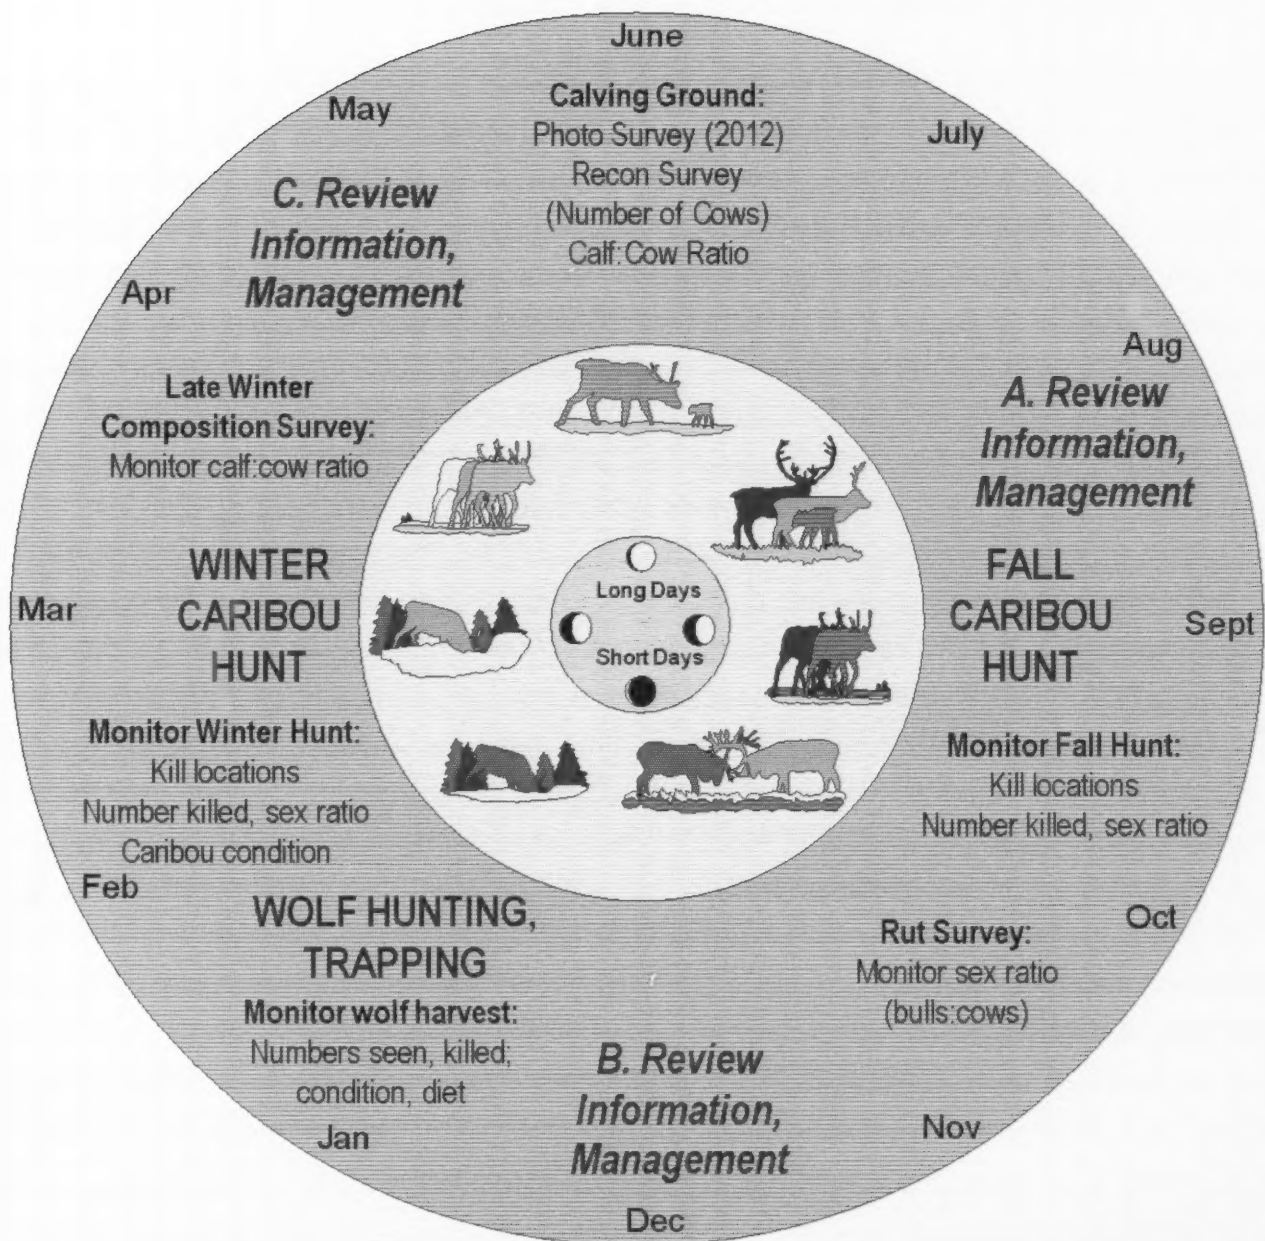 June
Calving Ground:
Photo Survey (2012)
Recon Survey
(Number of Cows)
Calf:Cow Ratio
July
Aug
A. Review
Information,
Management
FALL
CARIBOU
HUNT
Sept
Monitor Fall Hunt:
Kill locations
Number killed, sex ratio
Oct
Rut Survey:
Monitor sex ratio
(bulls:cows)
Nov
B. Review
Information,
Management
Dec
WOLF HUNTING,
TRAPPING
Monitor wolf harvest:
Numbers seen, killed;
condition, diet
Jan
Feb
WINTER
CARIBOU
HUNT
Monitor Winter Hunt:
Kill locations
Number killed, sex ratio
Caribou condition
Mar
Late Winter
Composition Survey:
Monitor calf:cow ratio
Apr
C. Review
Information,
Management
May
Long Days
Short Days